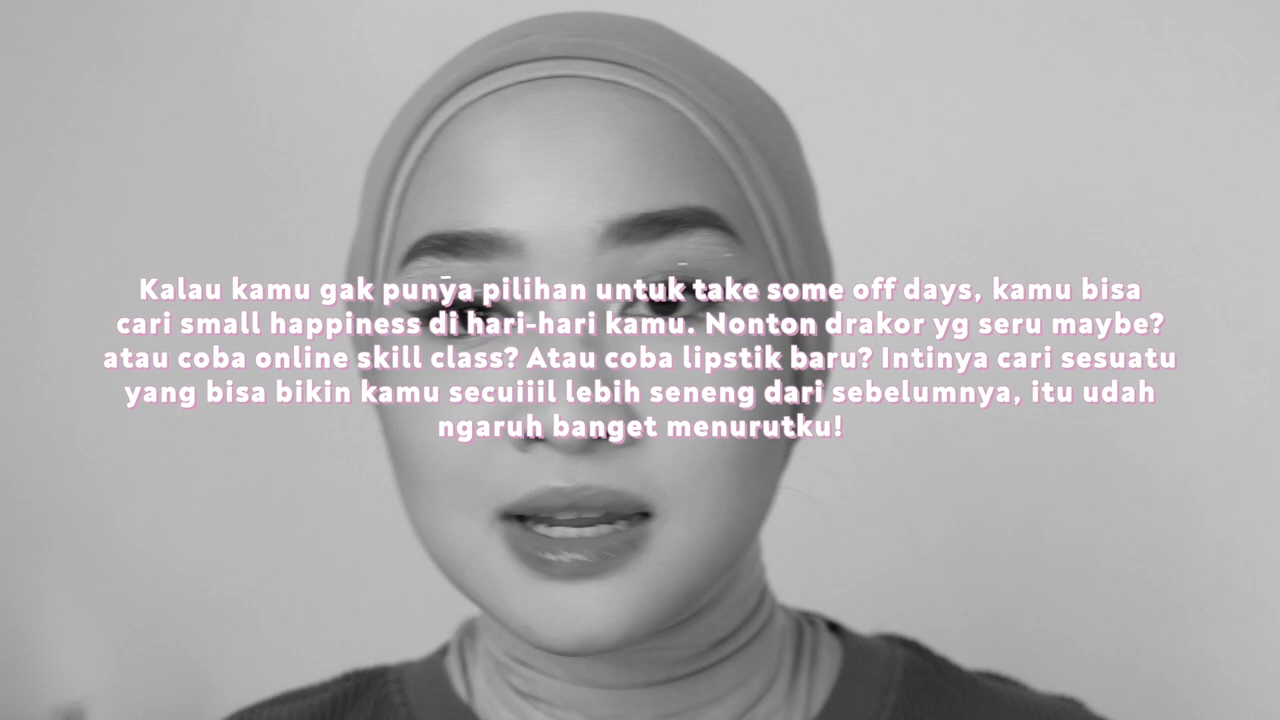 Kalau kamu gak punya pilihan untuk take some off days, kamu bisa
cari small happiness di hari-hari kamu. Nonton drakor yg seru maybe?
atau coba online skill class? Atau coba lipstik baru? Intinya cari sesuatu
yang bisa bikin kamu secuiiil lebih seneng dari sebelumnya, itu udah
ngaruh banget menurutku!